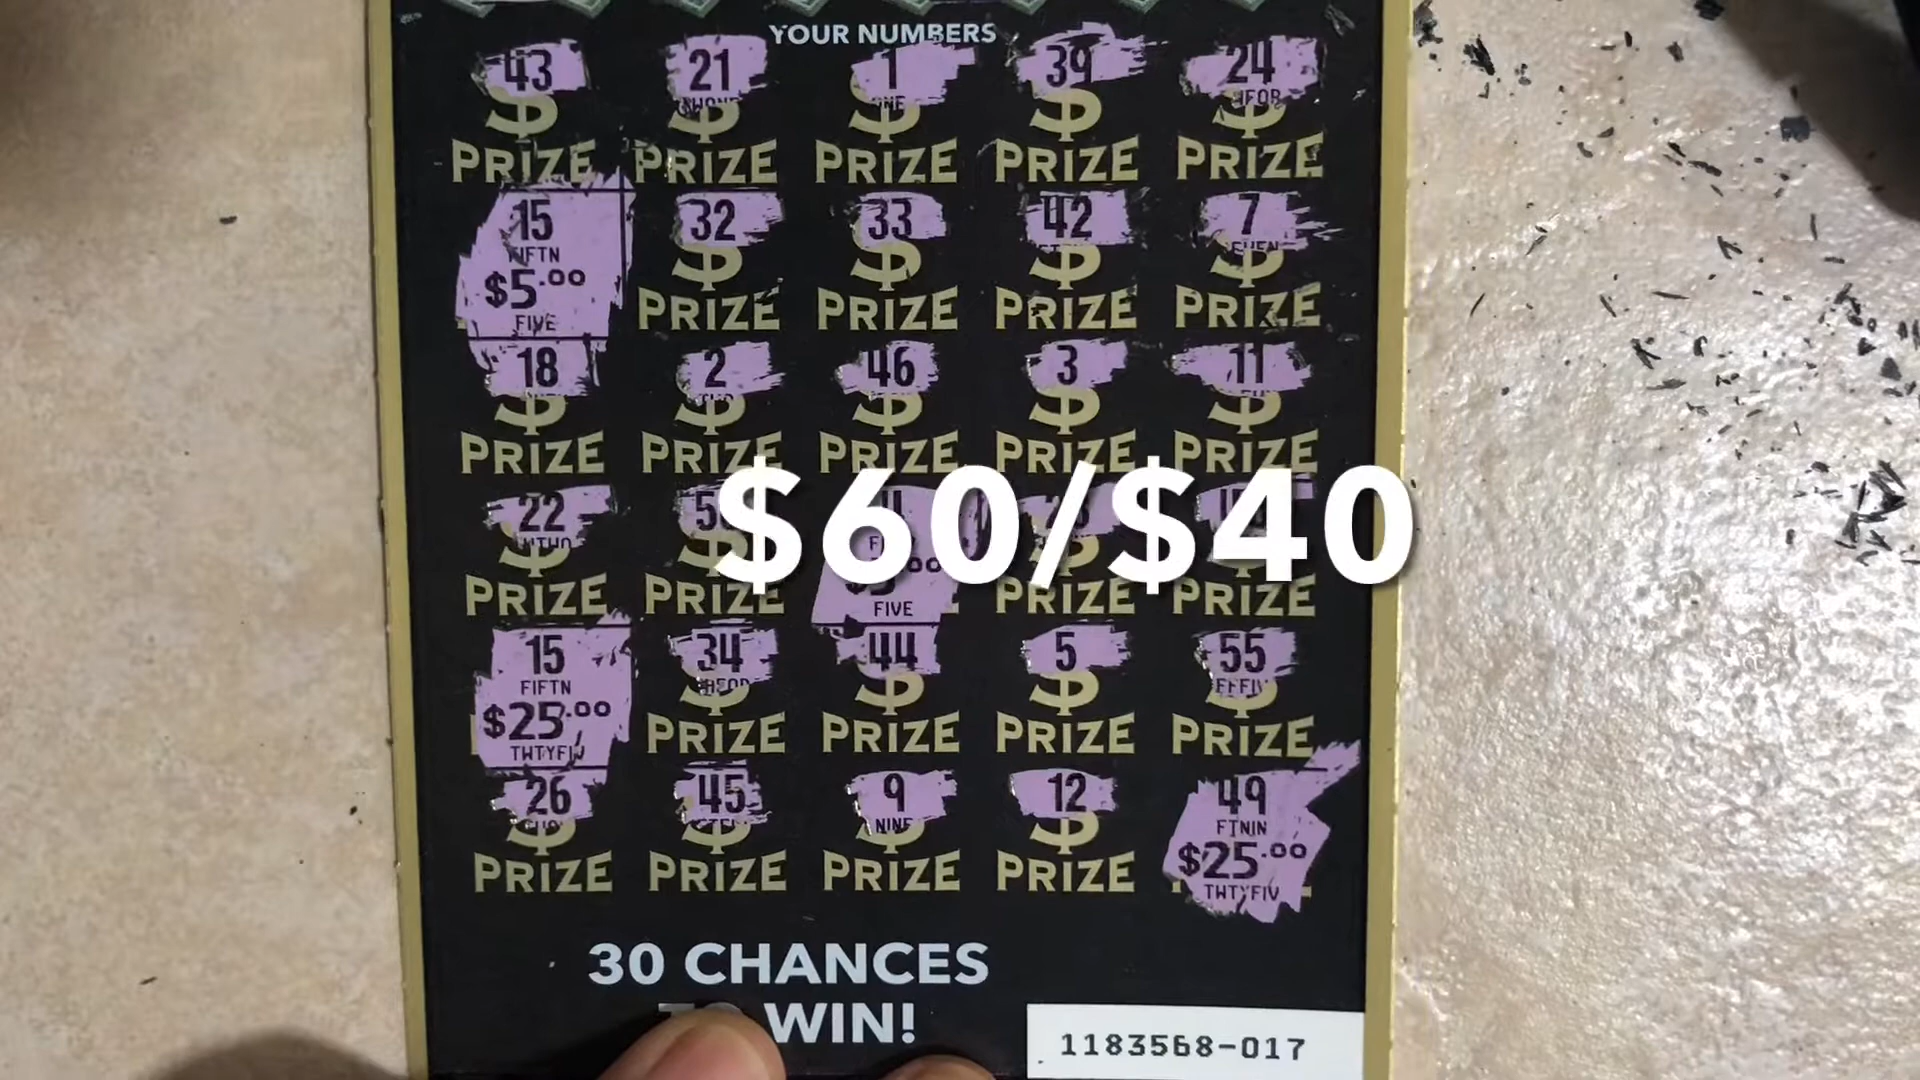 YOUR NUMBERS
43 21 1 39 24
ONE
PRIZE PRIZE PRIZE PRIZE PRIZE
15 32 33 42 7
FIFTN
$5.00
FIVE
PRIZE PRIZE PRIZE PRIZE
18 2 46 3 11
PRIZE PRIZE PRIZE PRIZE PRIZE
$60/$40
22
PRIZE PRIZE PRIZE PRIZE
FIVE
15 34 44 5 55
FIFTN
$25.00
TWTYFIV
PRIZE PRIZE PRIZE PRIZE
26 45 9 12 49
NINE FTNIN
$25.00
TWTYFIV
PRIZE PRIZE PRIZE PRIZE
30 CHANCES
WIN!
1183568-017